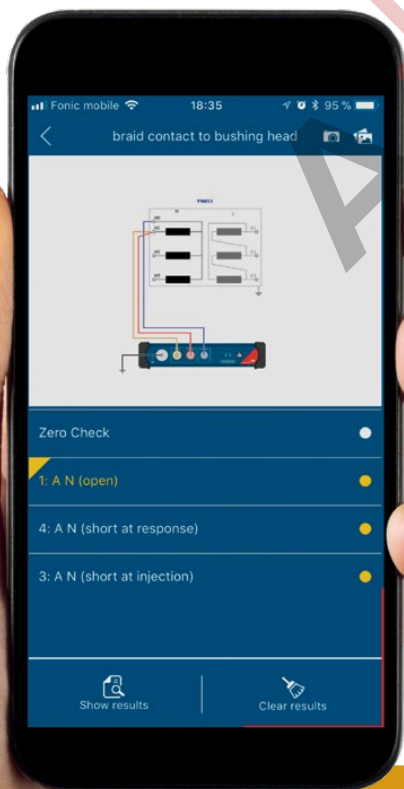 Fonic mobile 18:35 95 %
braid contact to bushing head
YNd11
H
Zero Check
1: A N (open)
4: A N (short at response)
3: A N (short at injection)
Show results
Clear results
A